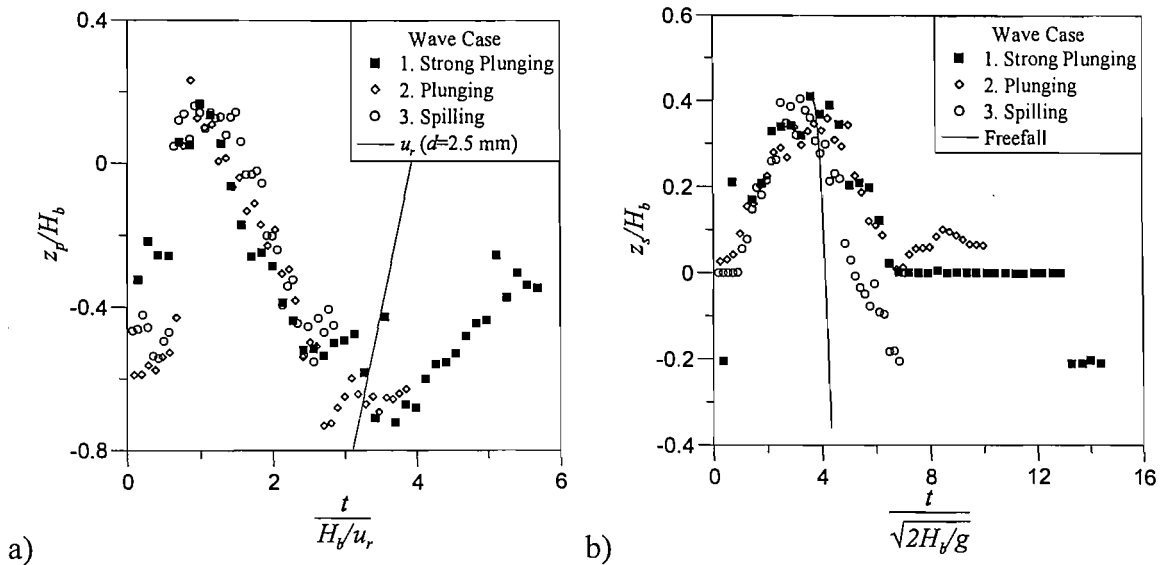 0.4
0
-0.4
-0.8
z_p/H_b
0 2 4 6
t
H_b/u_r
Wave Case
1. Strong Plunging
2. Plunging
3. Spilling
u_r (d=2.5 mm)
a)
0.6
0.4
0.2
0
-0.2
-0.4
z_s/H_b
0 4 8 12 16
t
√2H_b/g
Wave Case
1. Strong Plunging
2. Plunging
3. Spilling
Freefall
b)